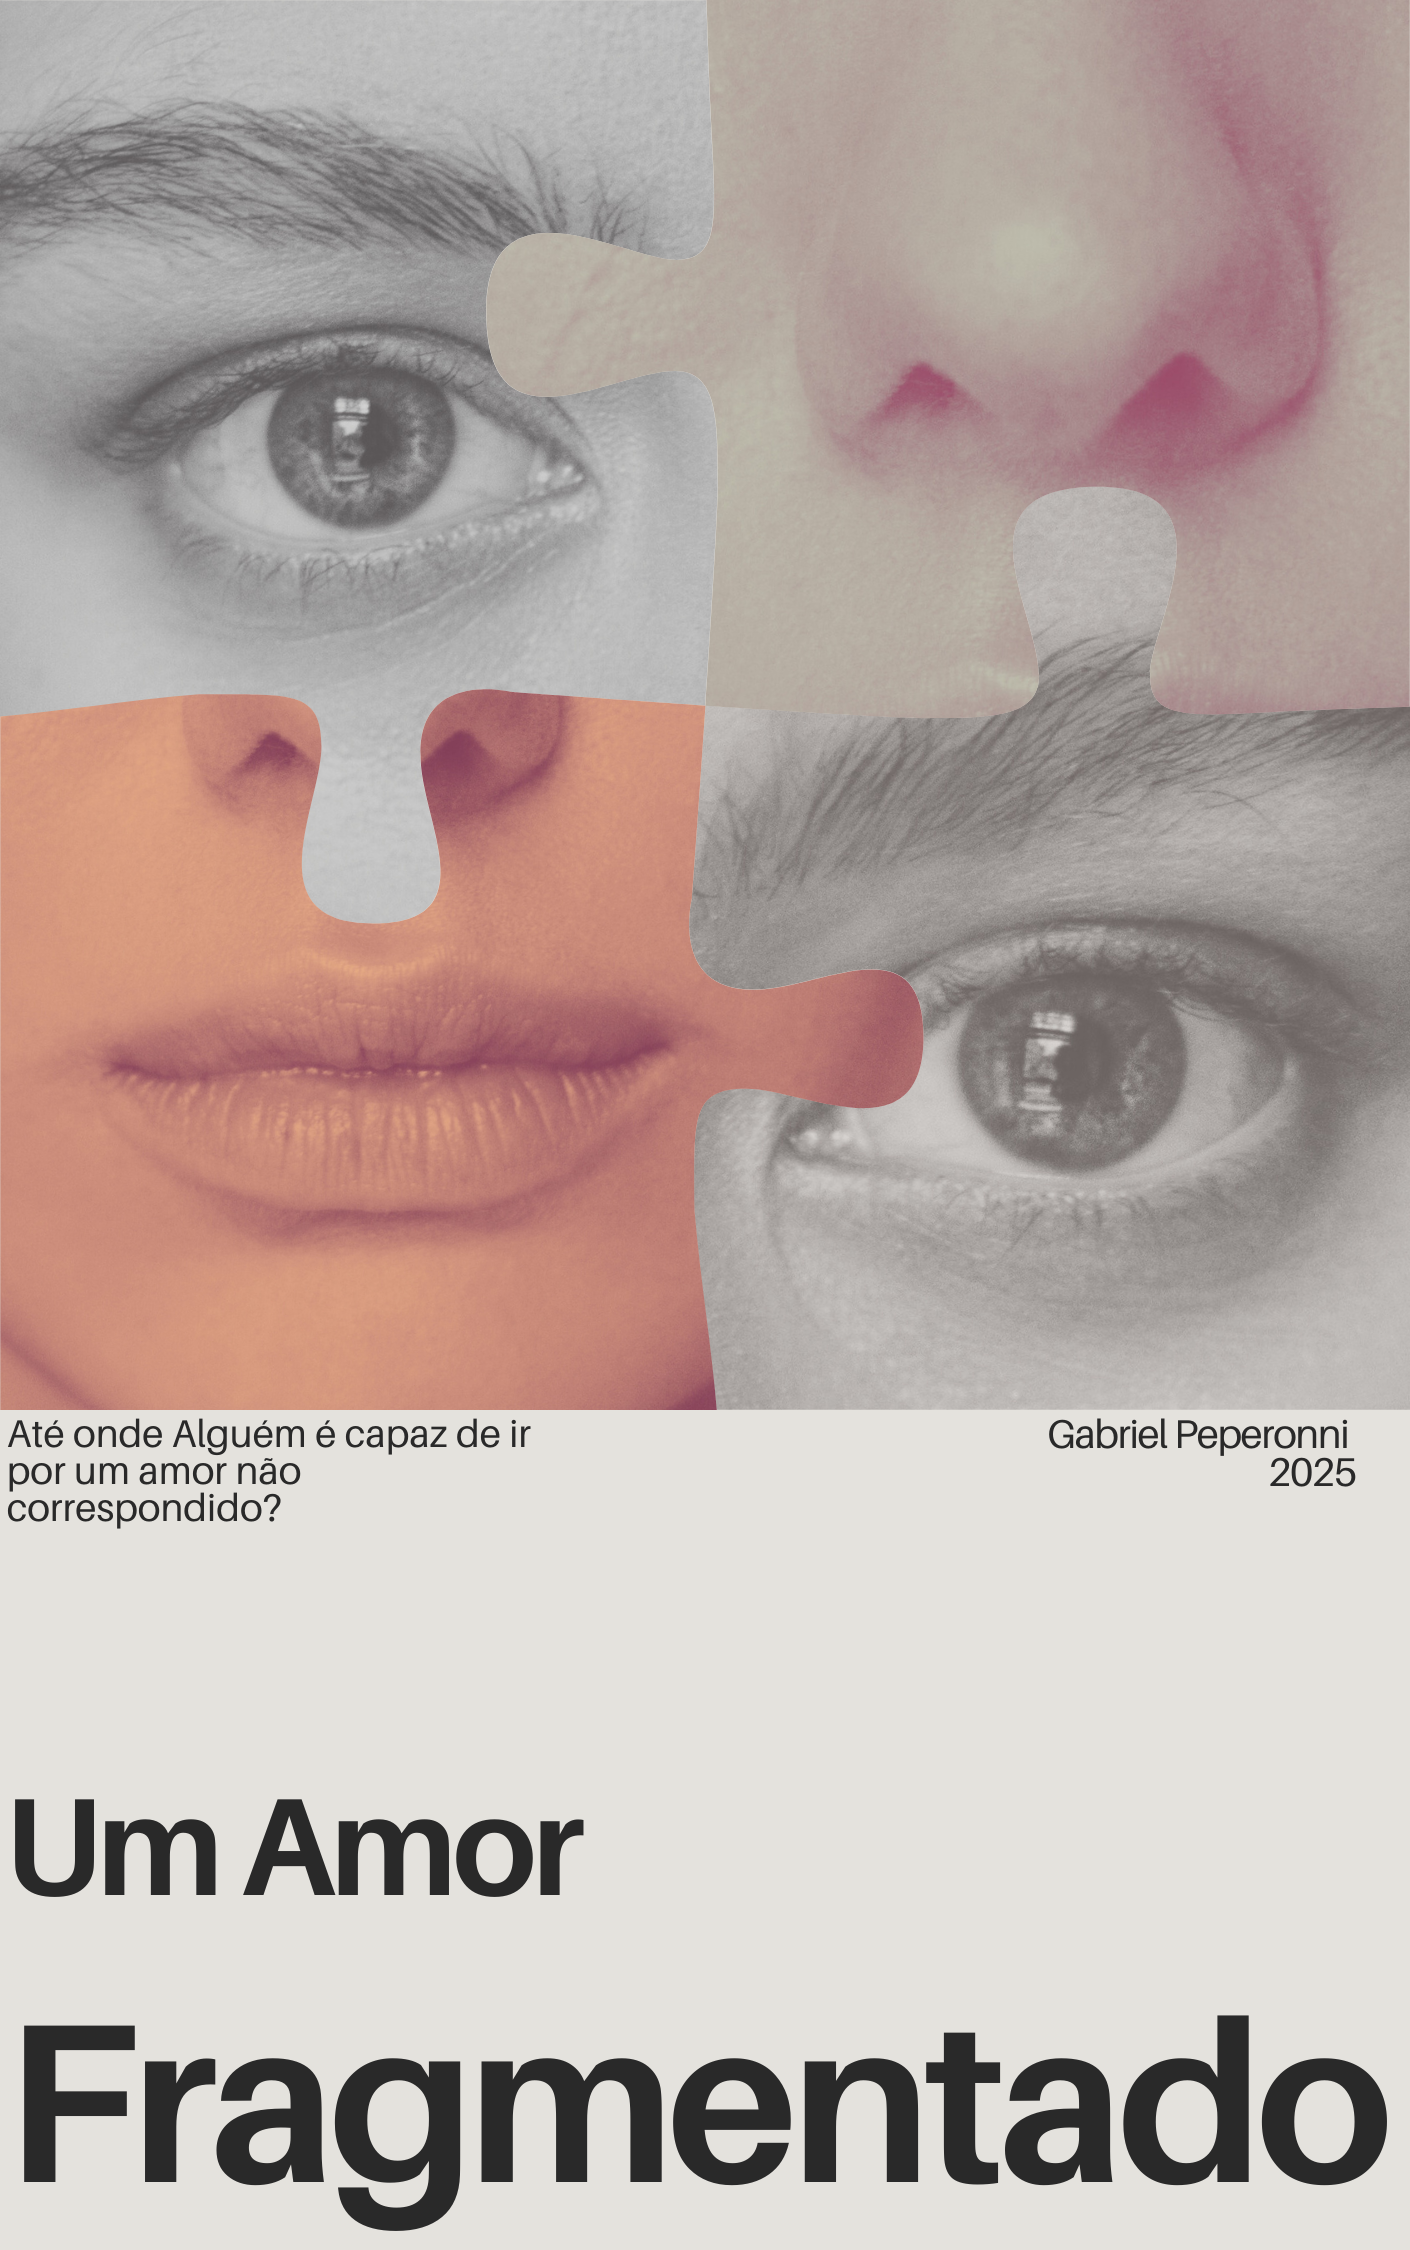 Até onde Alguém é capaz de ir
por um amor não
correspondido?
Gabriel Peperonni
2025
Um Amor
Fragmentado